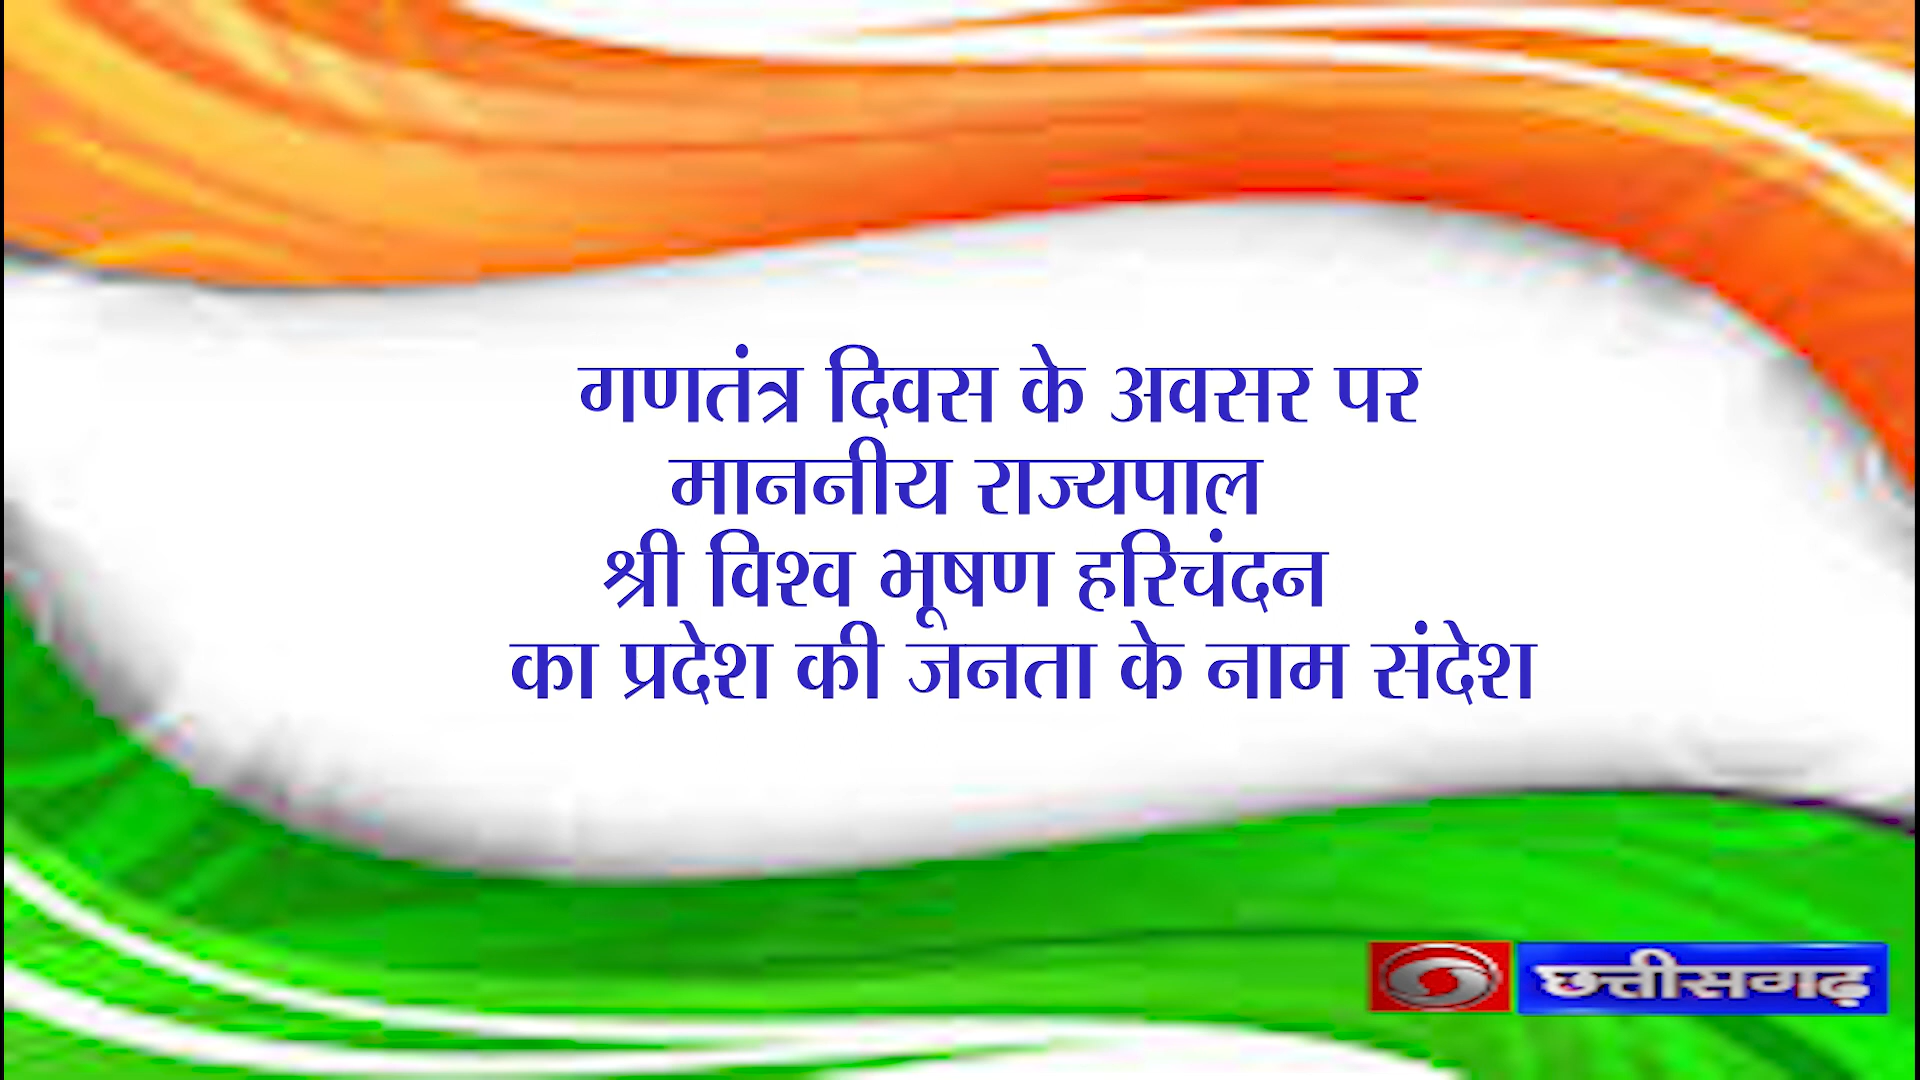 गणतंत्र दिवस के अवसर पर
माननीय राज्यपाल
श्री विश्व भूषण हरिचंदन
का प्रदेश की जनता के नाम संदेश
छत्तीसगढ़